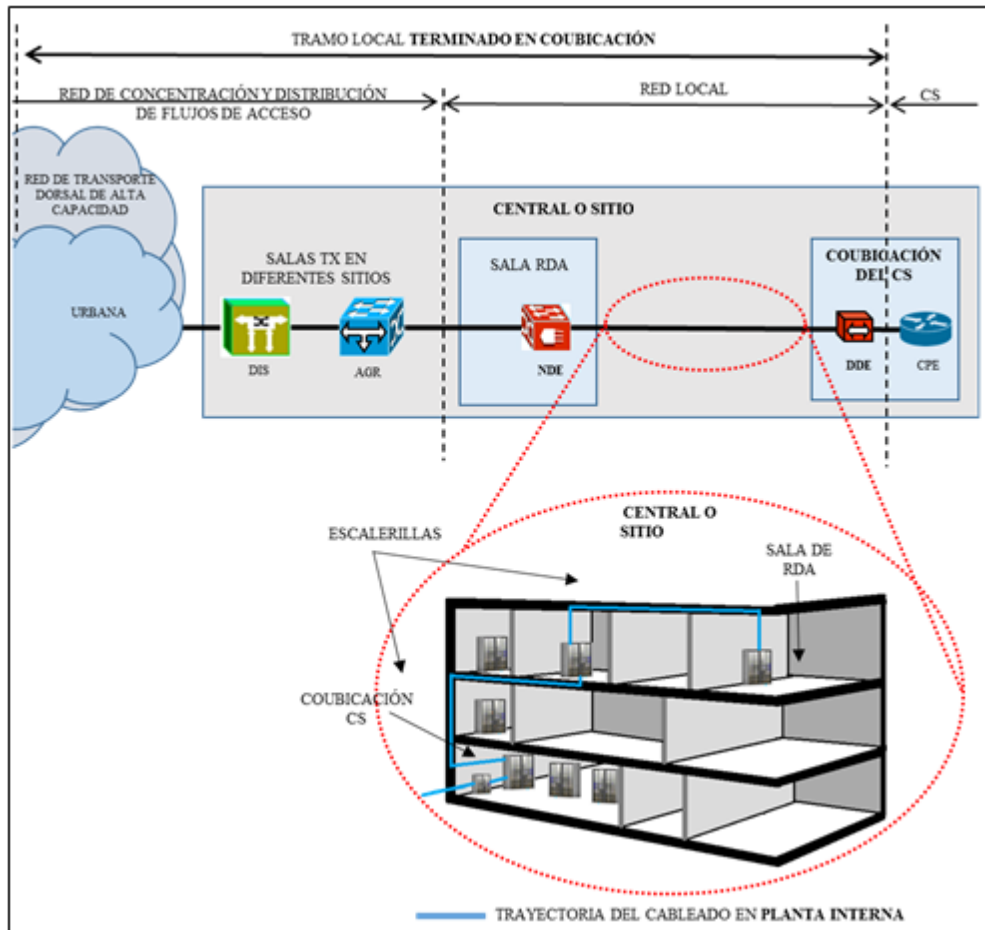 TRAMO LOCAL TERMINADO EN COUBICACIÓN
RED DE CONCENTRACIÓN Y DISTRIBUCIÓN
DE FLUJOS DE ACCESO
RED LOCAL
CS
RED DE TRANSPORTE
DORSAL DE ALTA
CAPACIDAD
URBANA
CENTRAL O SITIO
SALAS TX EN
DIFERENTES SITIOS
SALA RDA
COUBICACIÓN
DEL CS
DIS
AGR
NDE
DDE
CPE
CENTRAL O
SITIO
ESCALERILLAS
SALA DE
RDA
COUBICACIÓN
CS
TRAYECTORIA DEL CABLEADO EN PLANTA INTERNA